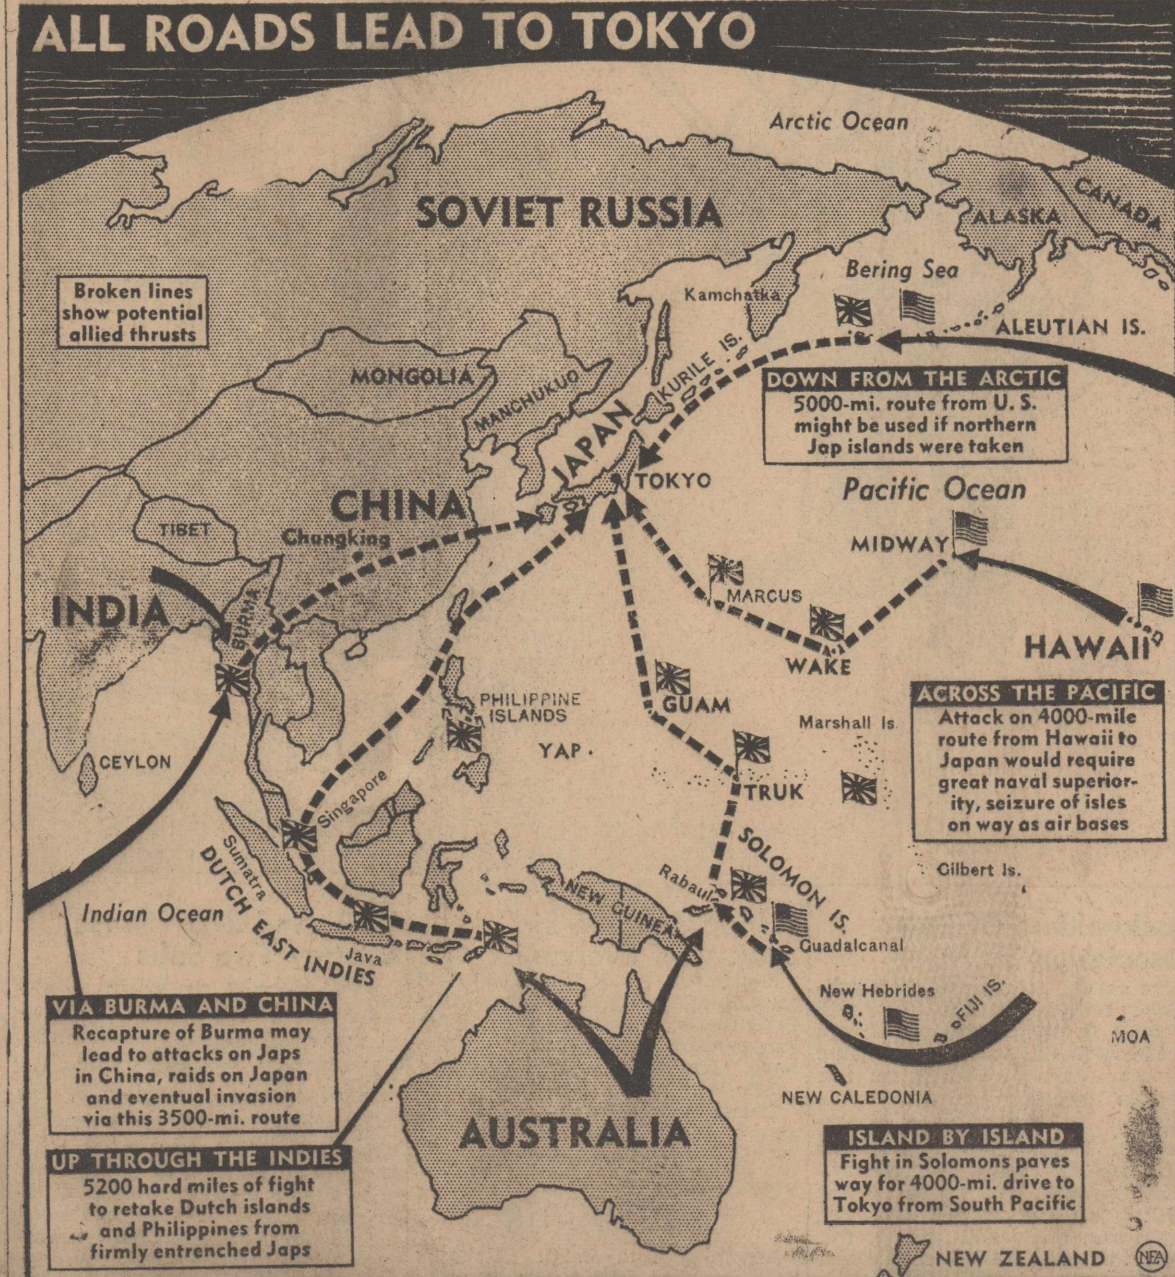 ALL ROADS LEAD TO TOKYO
Arctic Ocean
SOVIET RUSSIA
ALASKA
CANADA
Bering Sea
Kamchatka
Broken lines
show potential
allied thrusts
ALEUTIAN IS.
KURILE IS.
MONGOLIA
MANCHUKUO
DOWN FROM THE ARCTIC
5000-mi. route from U. S.
might be used if northern
Jap islands were taken
JAPAN
TOKYO
Pacific Ocean
CHINA
Chungking
TIBET
MIDWAY
INDIA
BURMA
MARCUS
WAKE
HAWAII
GUAM
PHILIPPINE
ISLANDS
YAP
Marshall Is.
ACROSS THE PACIFIC
Attack on 4000-mile
route from Hawaii to
Japan would require
great naval superior-
ity, seizure of isles
on way as air bases
CEYLON
Singapore
TRUK
SOLOMON IS.
Gilbert Is.
Sumatra
DUTCH EAST INDIES
Rabaul
NEW GUINEA
Indian Ocean
Java
Guadalcanal
New Hebrides
FIJI IS.
VIA BURMA AND CHINA
Recapture of Burma may
lead to attacks on Japs
in China, raids on Japan
and eventual invasion
via this 3500-mi. route
MOA
NEW CALEDONIA
AUSTRALIA
UP THROUGH THE INDIES
5200 hard miles of fight
to retake Dutch islands
and Philippines from
firmly entrenched Japs
ISLAND BY ISLAND
Fight in Solomons paves
way for 4000-mi. drive to
Tokyo from South Pacific
NEW ZEALAND
NEA